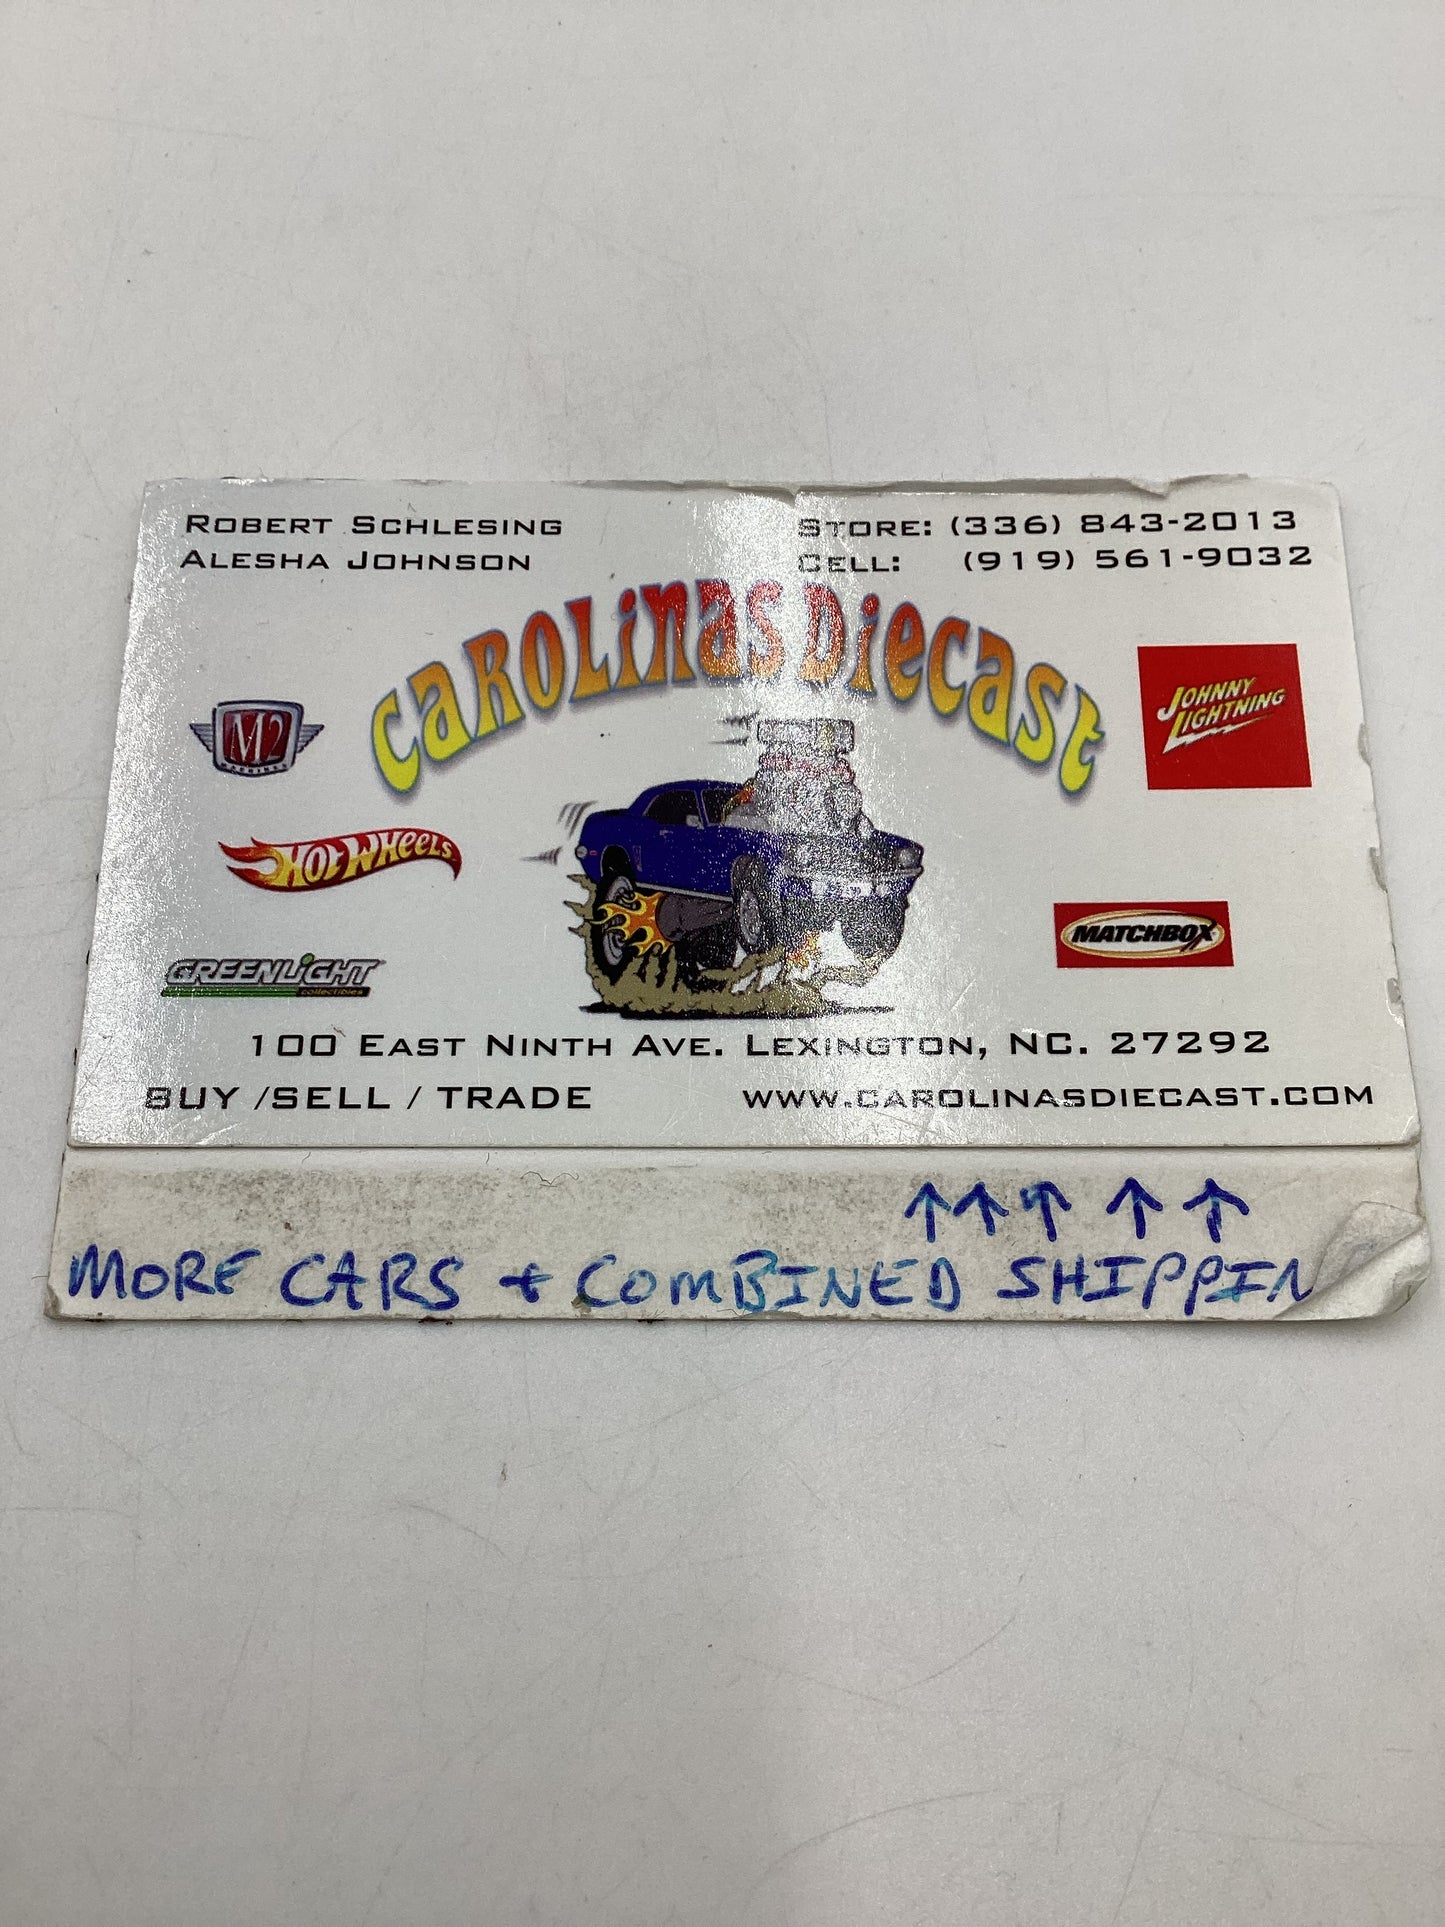 ROBERT SCHLESING
ALESHA JOHNSON
STORE: (336) 843-2013
CELL: (919) 561-9032
CAROLINAS DIECAST
M2
MACHINES
JOHNNY
LIGHTNING
HOT WHEELS
MATCHBOX
GREENLIGHT
collectibles
100 EAST NINTH AVE. LEXINGTON, NC. 27292
BUY /SELL / TRADE
WWW.CAROLINASDIECAST.COM
↑ ↑ ↑ ↑ ↑
MORE CARS + COMBINED SHIPPIN